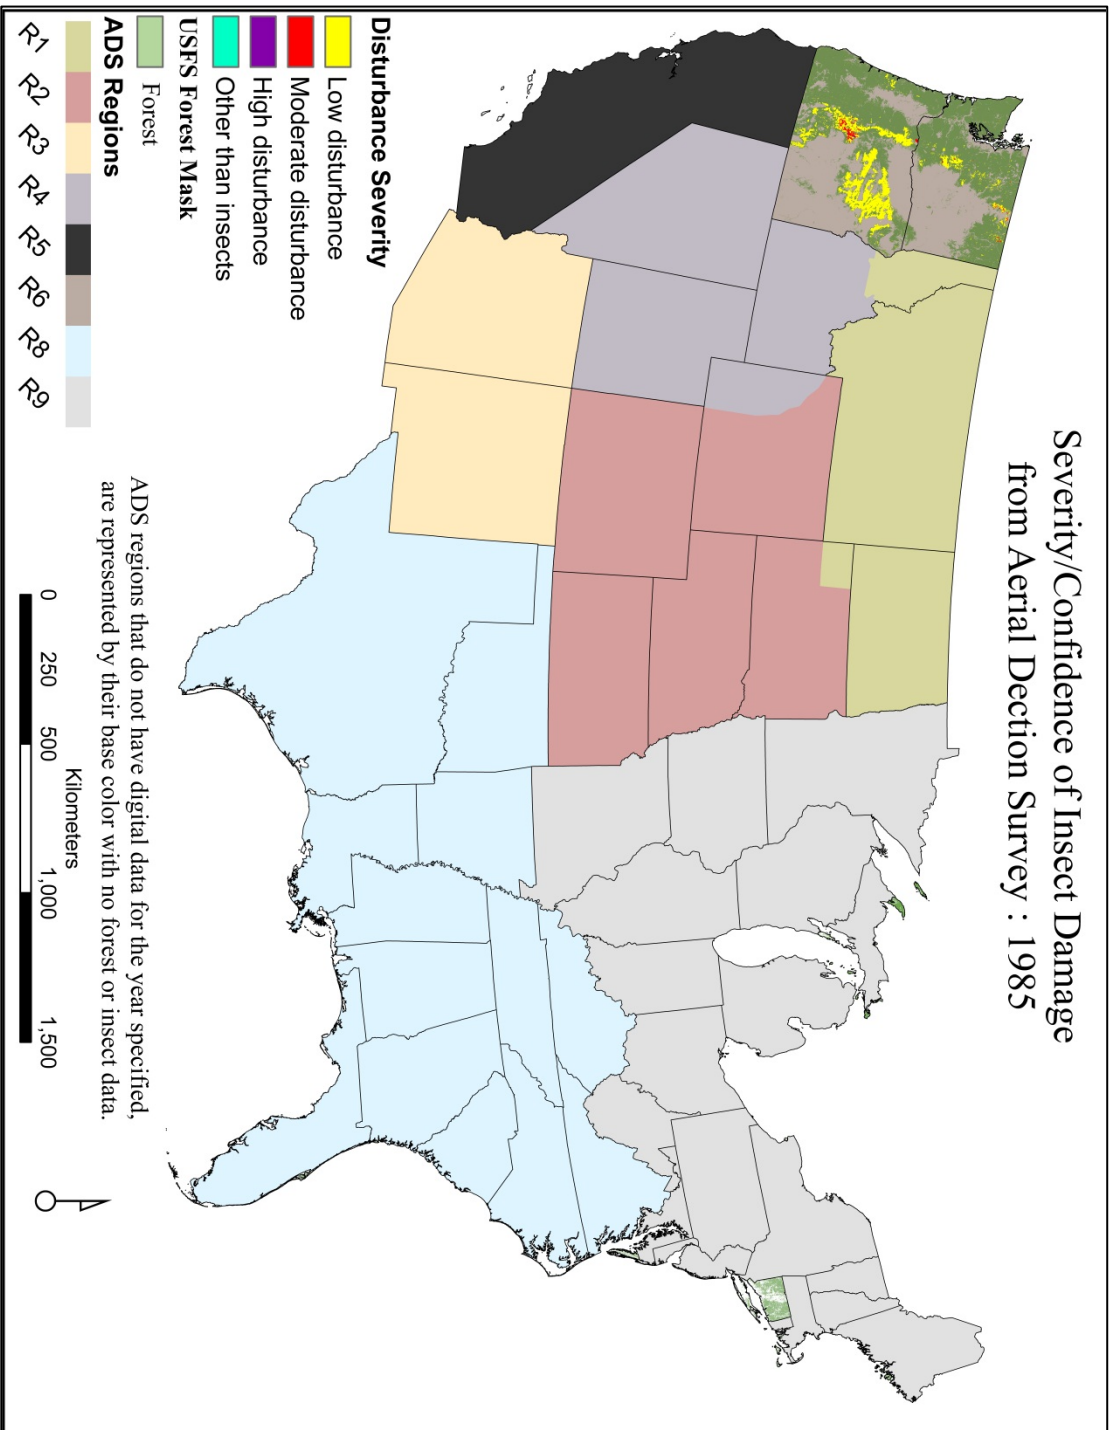 Severity/Confidence of Insect Damage
from Aerial Dection Survey : 1985
Disturbance Severity
Low disturbance
Moderate disturbance
High disturbance
Other than insects
USFS Forest Mask
Forest
ADS Regions
R1
R2
R3
R4
R5
R6
R8
R9
ADS regions that do not have digital data for the year specified,
are represented by their base color with no forest or insect data.
0 250 500 1,000 1,500
Kilometers